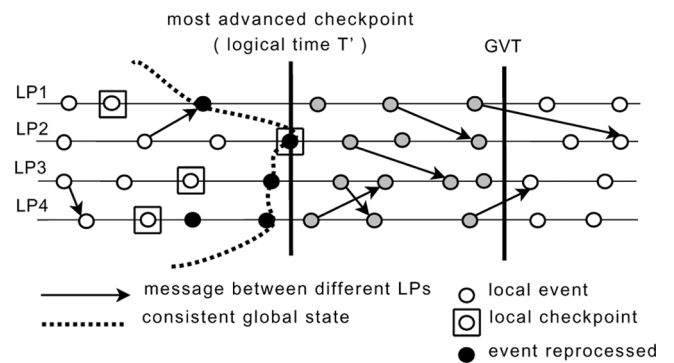 most advanced checkpoint
( logical time T’ )
GVT
LP1
LP2
LP3
LP4
message between different LPs
consistent global state
local event
local checkpoint
event reprocessed